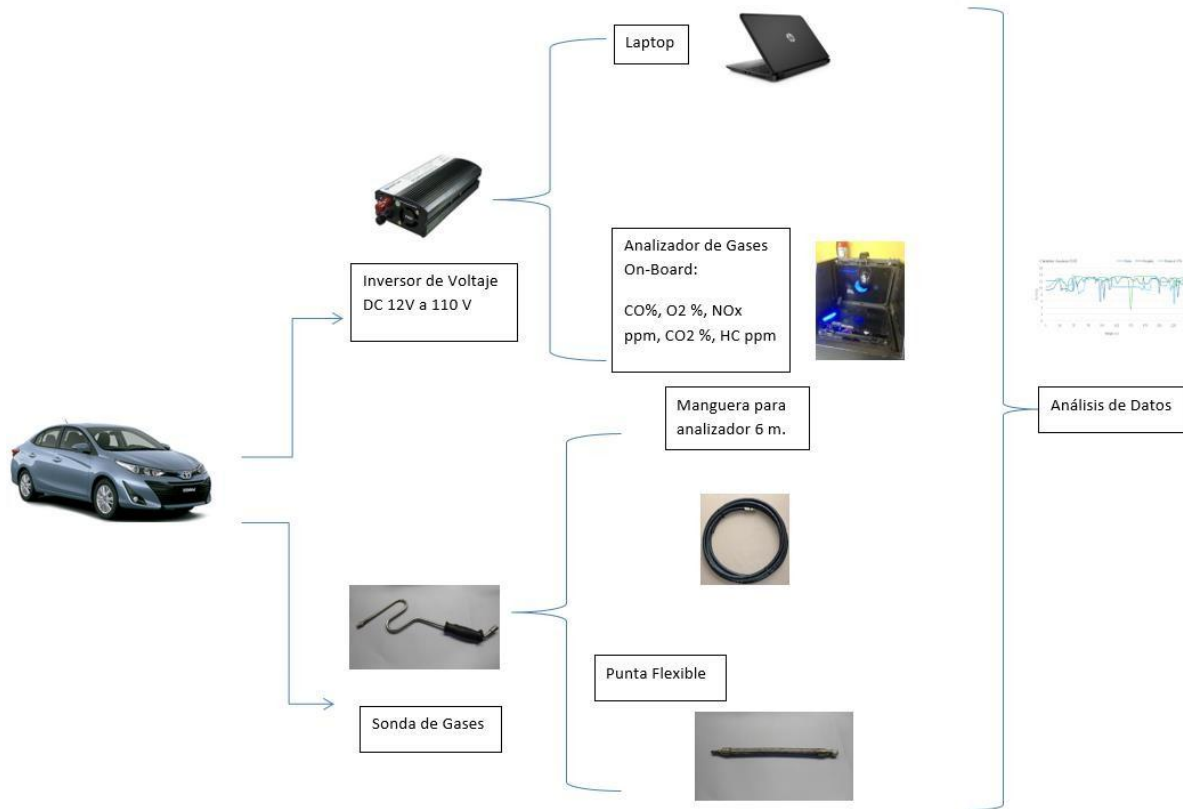 Laptop
Inversor de Voltaje
DC 12V a 110 V
Analizador de Gases
On-Board:
CO%, O2 %, NOx
ppm, CO2 %, HC ppm
Manguera para
analizador 6 m.
Análisis de Datos
Punta Flexible
Sonda de Gases